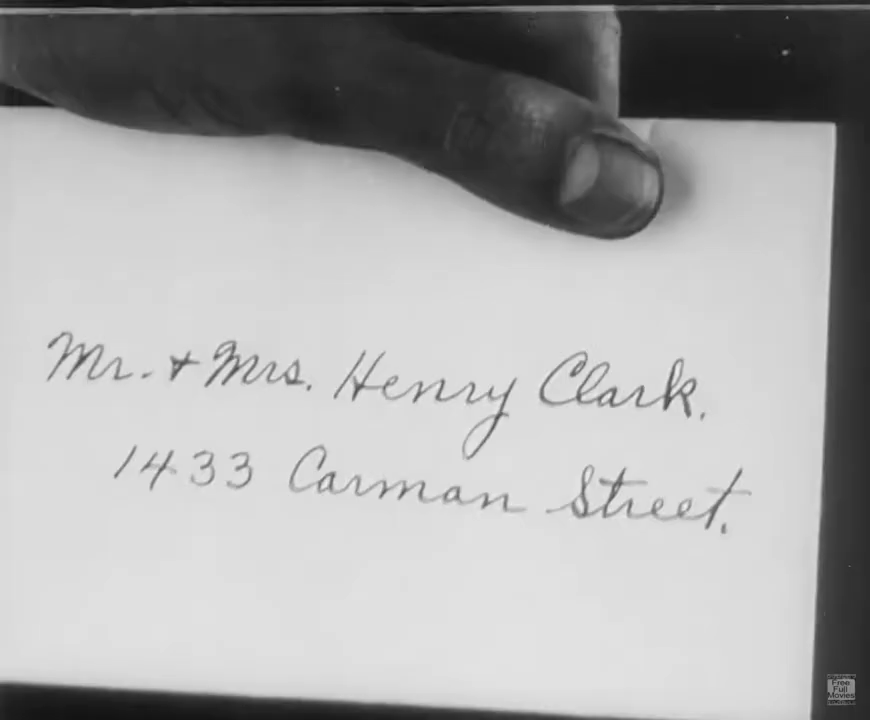 Mr. & Mrs. Henry Clark.
1433 Carman Street.
Free
Full
Movies